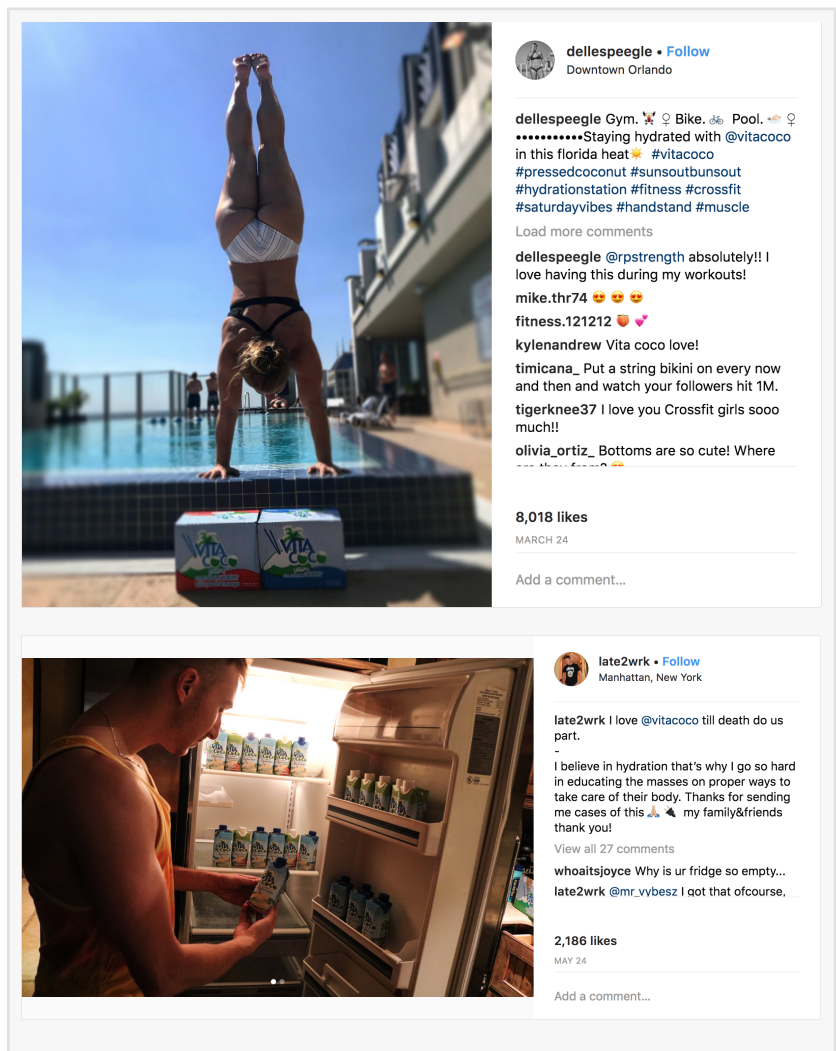 dellespeegle • Follow
Downtown Orlando
dellespeegle Gym. 🏋️‍♀ Bike. 🚲 Pool. 🏊‍♀
•••••••••••Staying hydrated with @vitacoco
in this florida heat☀️ #vitacoco
#pressedcoconut #sunsoutbunsout
#hydrationstation #fitness #crossfit
#saturdayvibes #handstand #muscle
Load more comments
dellespeegle @rpstrength absolutely!! I
love having this during my workouts!
mike.thr74 😍 😍 😍
fitness.121212 🍑 💕
kylenandrew Vita coco love!
timicana_ Put a string bikini on every now
and then and watch your followers hit 1M.
tigerknee37 I love you Crossfit girls sooo
much!!
olivia_ortiz_ Bottoms are so cute! Where
are they from? 😍
8,018 likes
MARCH 24
Add a comment...
VITA
COCO
VITA
COCO
late2wrk • Follow
Manhattan, New York
late2wrk I love @vitacoco till death do us
part.
-
I believe in hydration that's why I go so hard
in educating the masses on proper ways to
take care of their body. Thanks for sending
me cases of this 🙏🏼 🔌 my family&friends
thank you!
View all 27 comments
whoaitsjoyce Why is ur fridge so empty...
late2wrk @mr_vybesz I got that ofcourse,
2,186 likes
MAY 24
Add a comment...